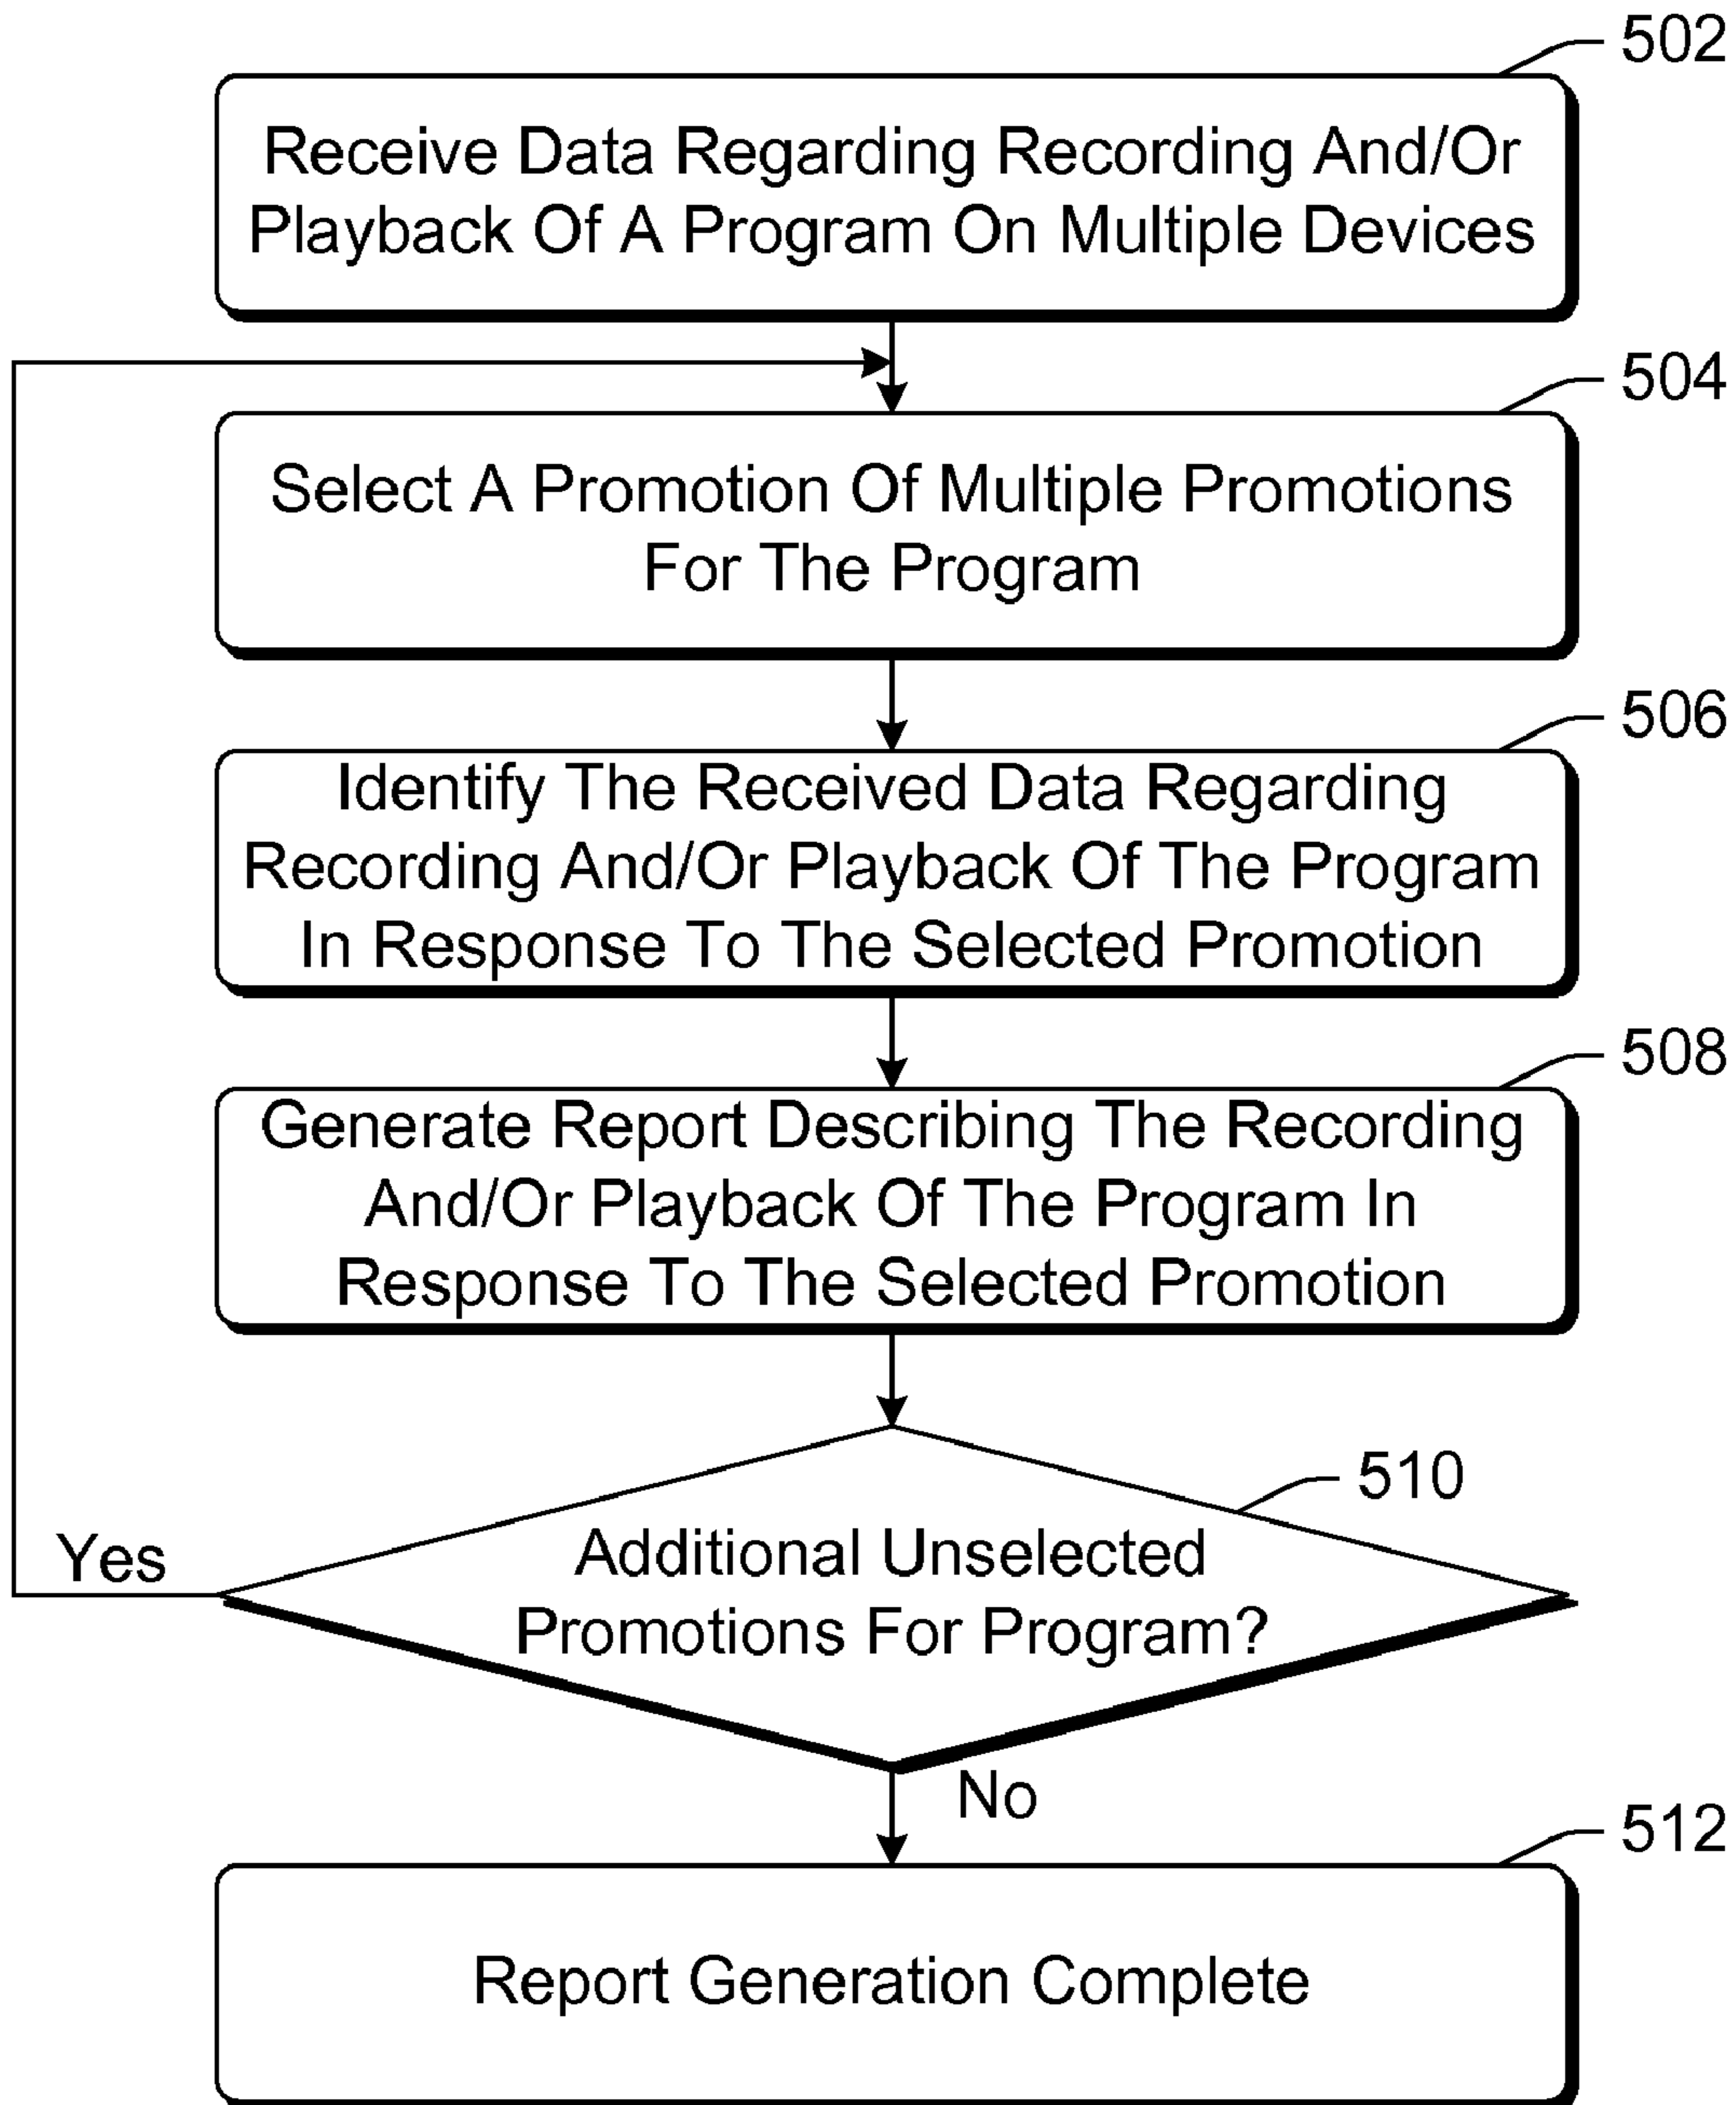 502
Receive Data Regarding Recording And/Or
Playback Of A Program On Multiple Devices
504
Select A Promotion Of Multiple Promotions
For The Program
506
Identify The Received Data Regarding
Recording And/Or Playback Of The Program
In Response To The Selected Promotion
508
Generate Report Describing The Recording
And/Or Playback Of The Program In
Response To The Selected Promotion
510
Additional Unselected
Promotions For Program?
Yes
No
512
Report Generation Complete